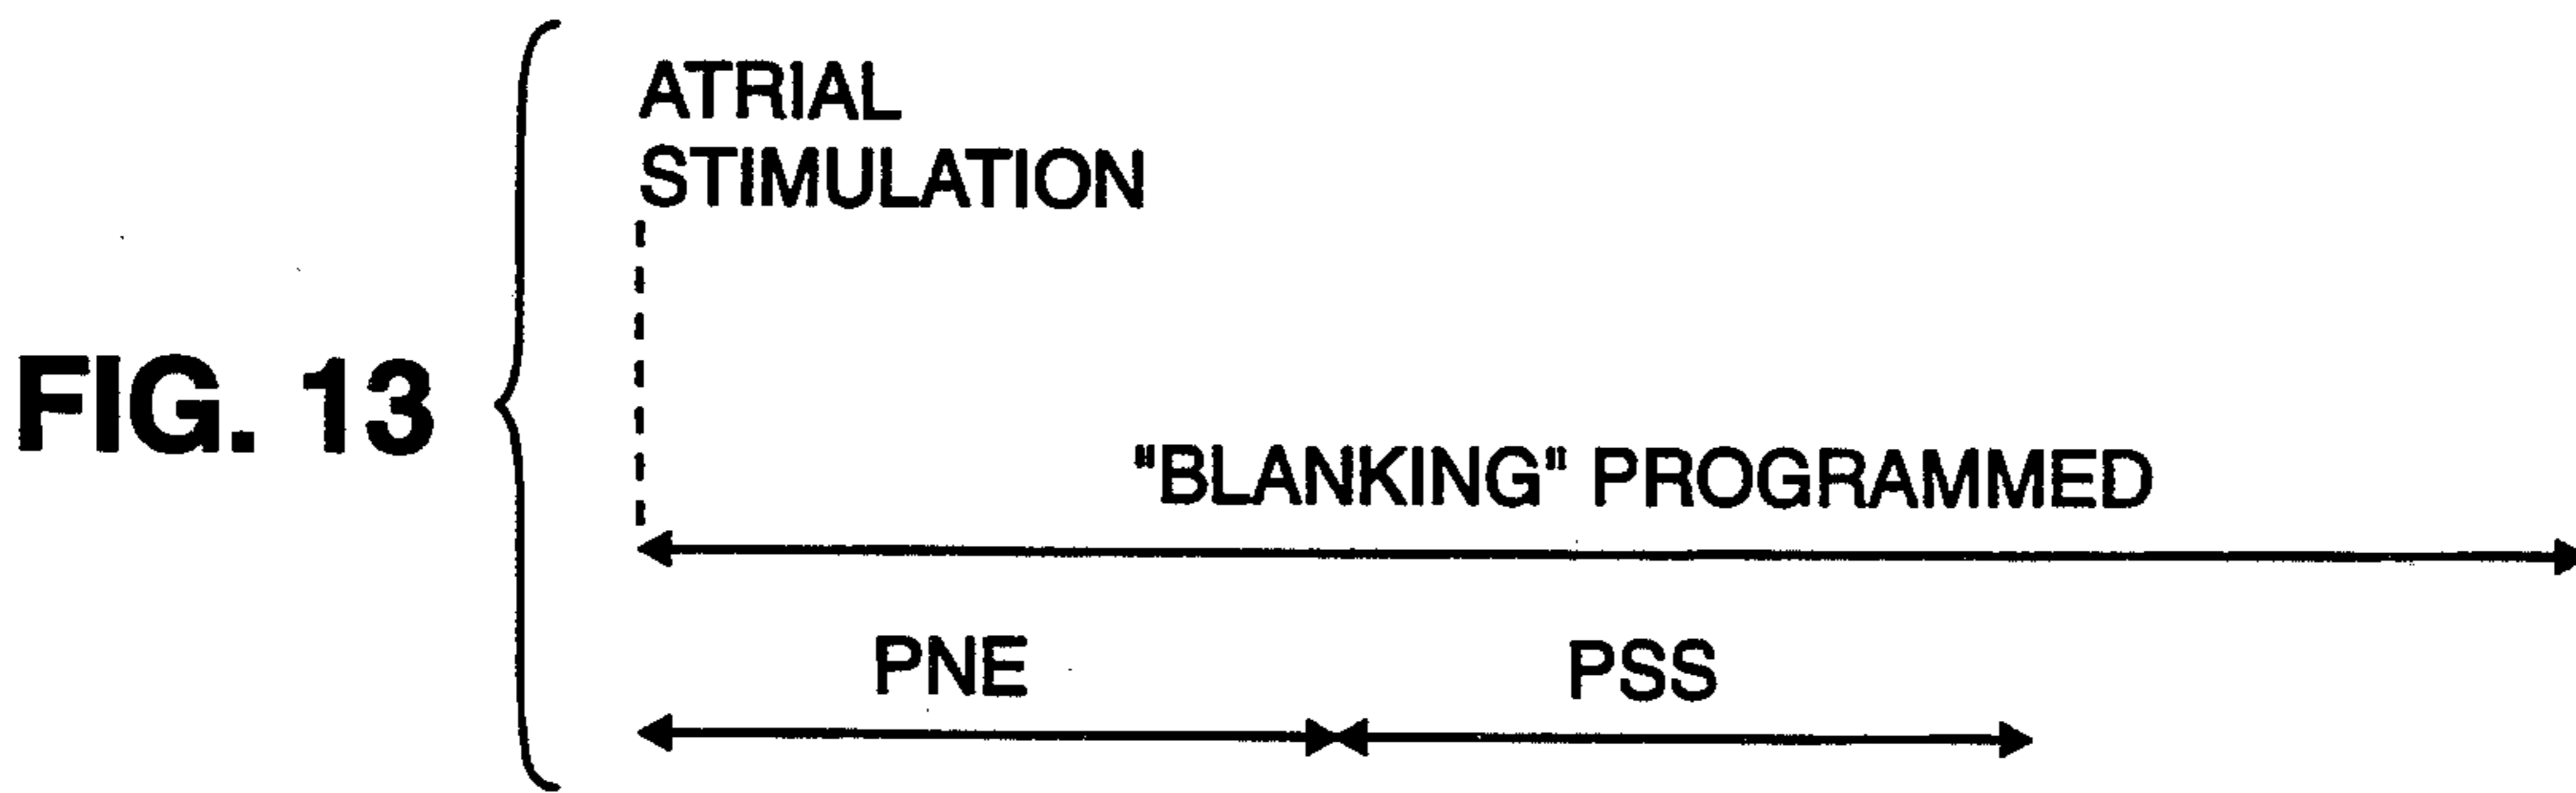 FIG. 13
ATRIAL
STIMULATION
"BLANKING" PROGRAMMED
PNE
PSS